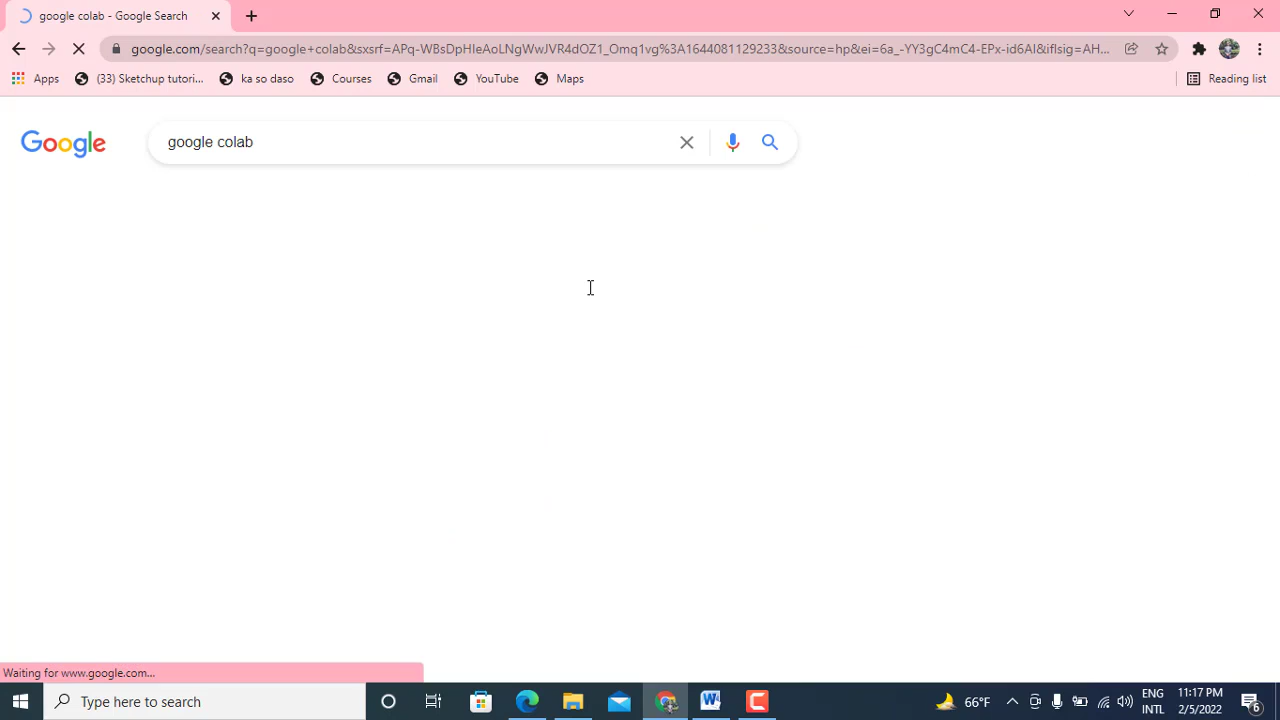 google colab - Google Search
google.com/search?q=google+colab&sxsrf=APq-WBsDpHIeAoLNgWwJVR4dOZ1_Omq1vg%3A1644081129233&source=hp&ei=6a_-YY3gC4mC4-EPx-id6AI&iflsig=AH...
Apps
(33) Sketchup tutori...
ka so daso
Courses
Gmail
YouTube
Maps
Reading list
Google
google colab
Waiting for www.google.com...
Type here to search
W
C
66°F
ENG
INTL
11:17 PM
2/5/2022
6